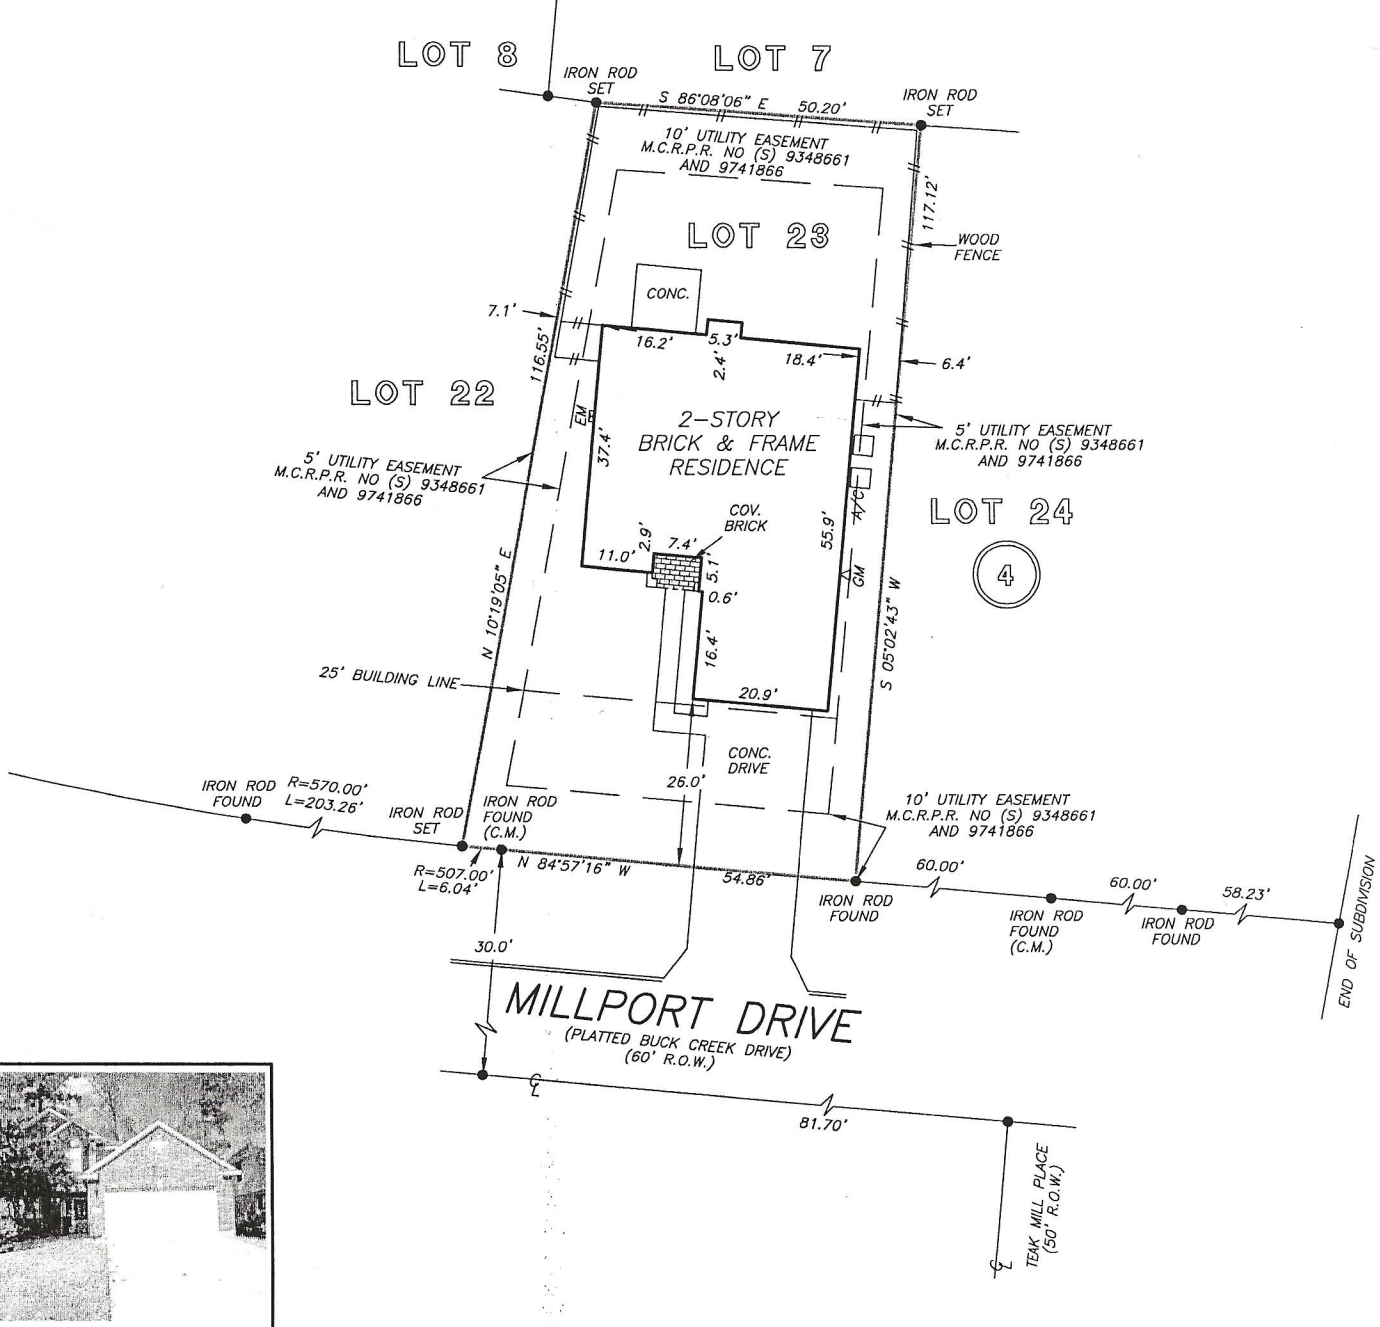 LOT 8
LOT 7
IRON ROD
SET
S 86°08'06" E
50.20'
IRON ROD
SET
10' UTILITY EASEMENT
M.C.R.P.R. NO (S) 9348661
AND 9741866
117.12'
LOT 23
WOOD
FENCE
CONC.
7.1'
116.55'
16.2'
5.3'
2.4'
18.4'
6.4'
LOT 22
EM
37.4'
2-STORY
BRICK & FRAME
RESIDENCE
5' UTILITY EASEMENT
M.C.R.P.R. NO (S) 9348661
AND 9741866
5' UTILITY EASEMENT
M.C.R.P.R. NO (S) 9348661
AND 9741866
A/C
LOT 24
COV.
BRICK
55.9'
4
11.0'
2.9'
7.4'
5.1'
0.6'
GM
N 10°19'05" E
S 05°02'43" W
16.4'
25' BUILDING LINE
20.9'
CONC.
DRIVE
26.0'
IRON ROD
FOUND
R=570.00'
L=203.26'
IRON ROD
SET
IRON ROD
FOUND
(C.M.)
10' UTILITY EASEMENT
M.C.R.P.R. NO (S) 9348661
AND 9741866
R=507.00'
L=6.04'
N 84°57'16" W
54.86'
60.00'
60.00'
58.23'
IRON ROD
FOUND
IRON ROD
FOUND
(C.M.)
IRON ROD
FOUND
END OF SUBDIVISION
30.0'
MILLPORT DRIVE
(PLATTED BUCK CREEK DRIVE)
(60' R.O.W.)
CL
81.70'
TEAK MILL PLACE
(50' R.O.W.)
CL